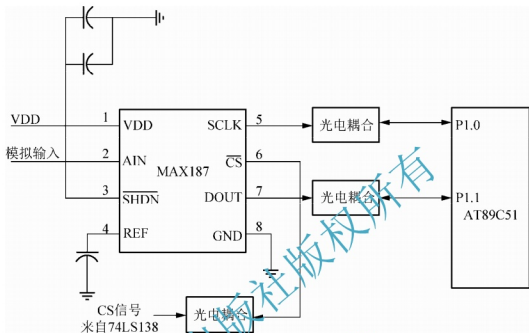 VDD
模拟输入
1
2
3
4
VDD
AIN
SHDN
REF
MAX187
SCLK
CS
DOUT
GND
5
6
7
8
光电耦合
光电耦合
P1.0
P1.1
AT89C51
CS信号
来自74LS138
光电耦合
版社版权所有